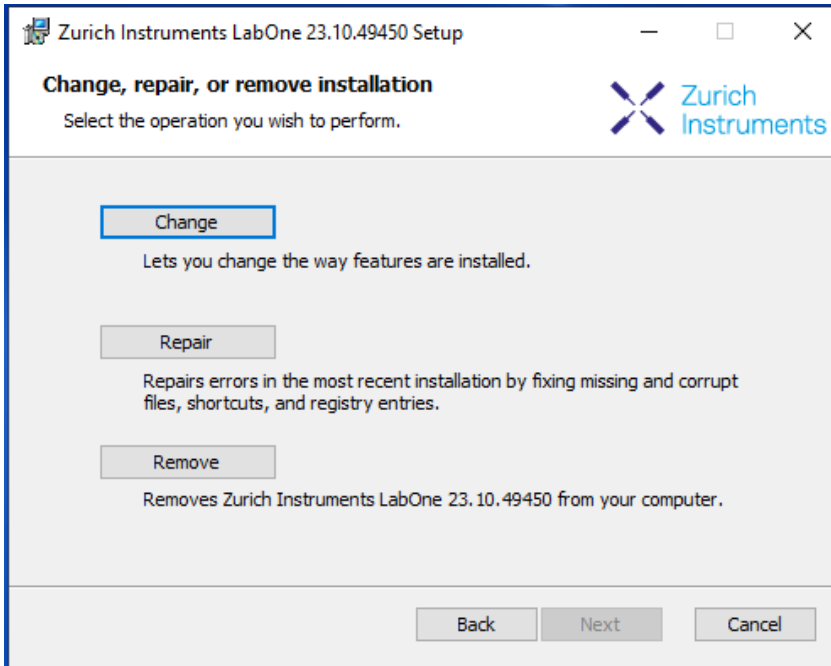 Zurich Instruments LabOne 23.10.49450 Setup
Change, repair, or remove installation
Select the operation you wish to perform.
Zurich
Instruments
Change
Lets you change the way features are installed.
Repair
Repairs errors in the most recent installation by fixing missing and corrupt
files, shortcuts, and registry entries.
Remove
Removes Zurich Instruments LabOne 23.10.49450 from your computer.
Back Next Cancel